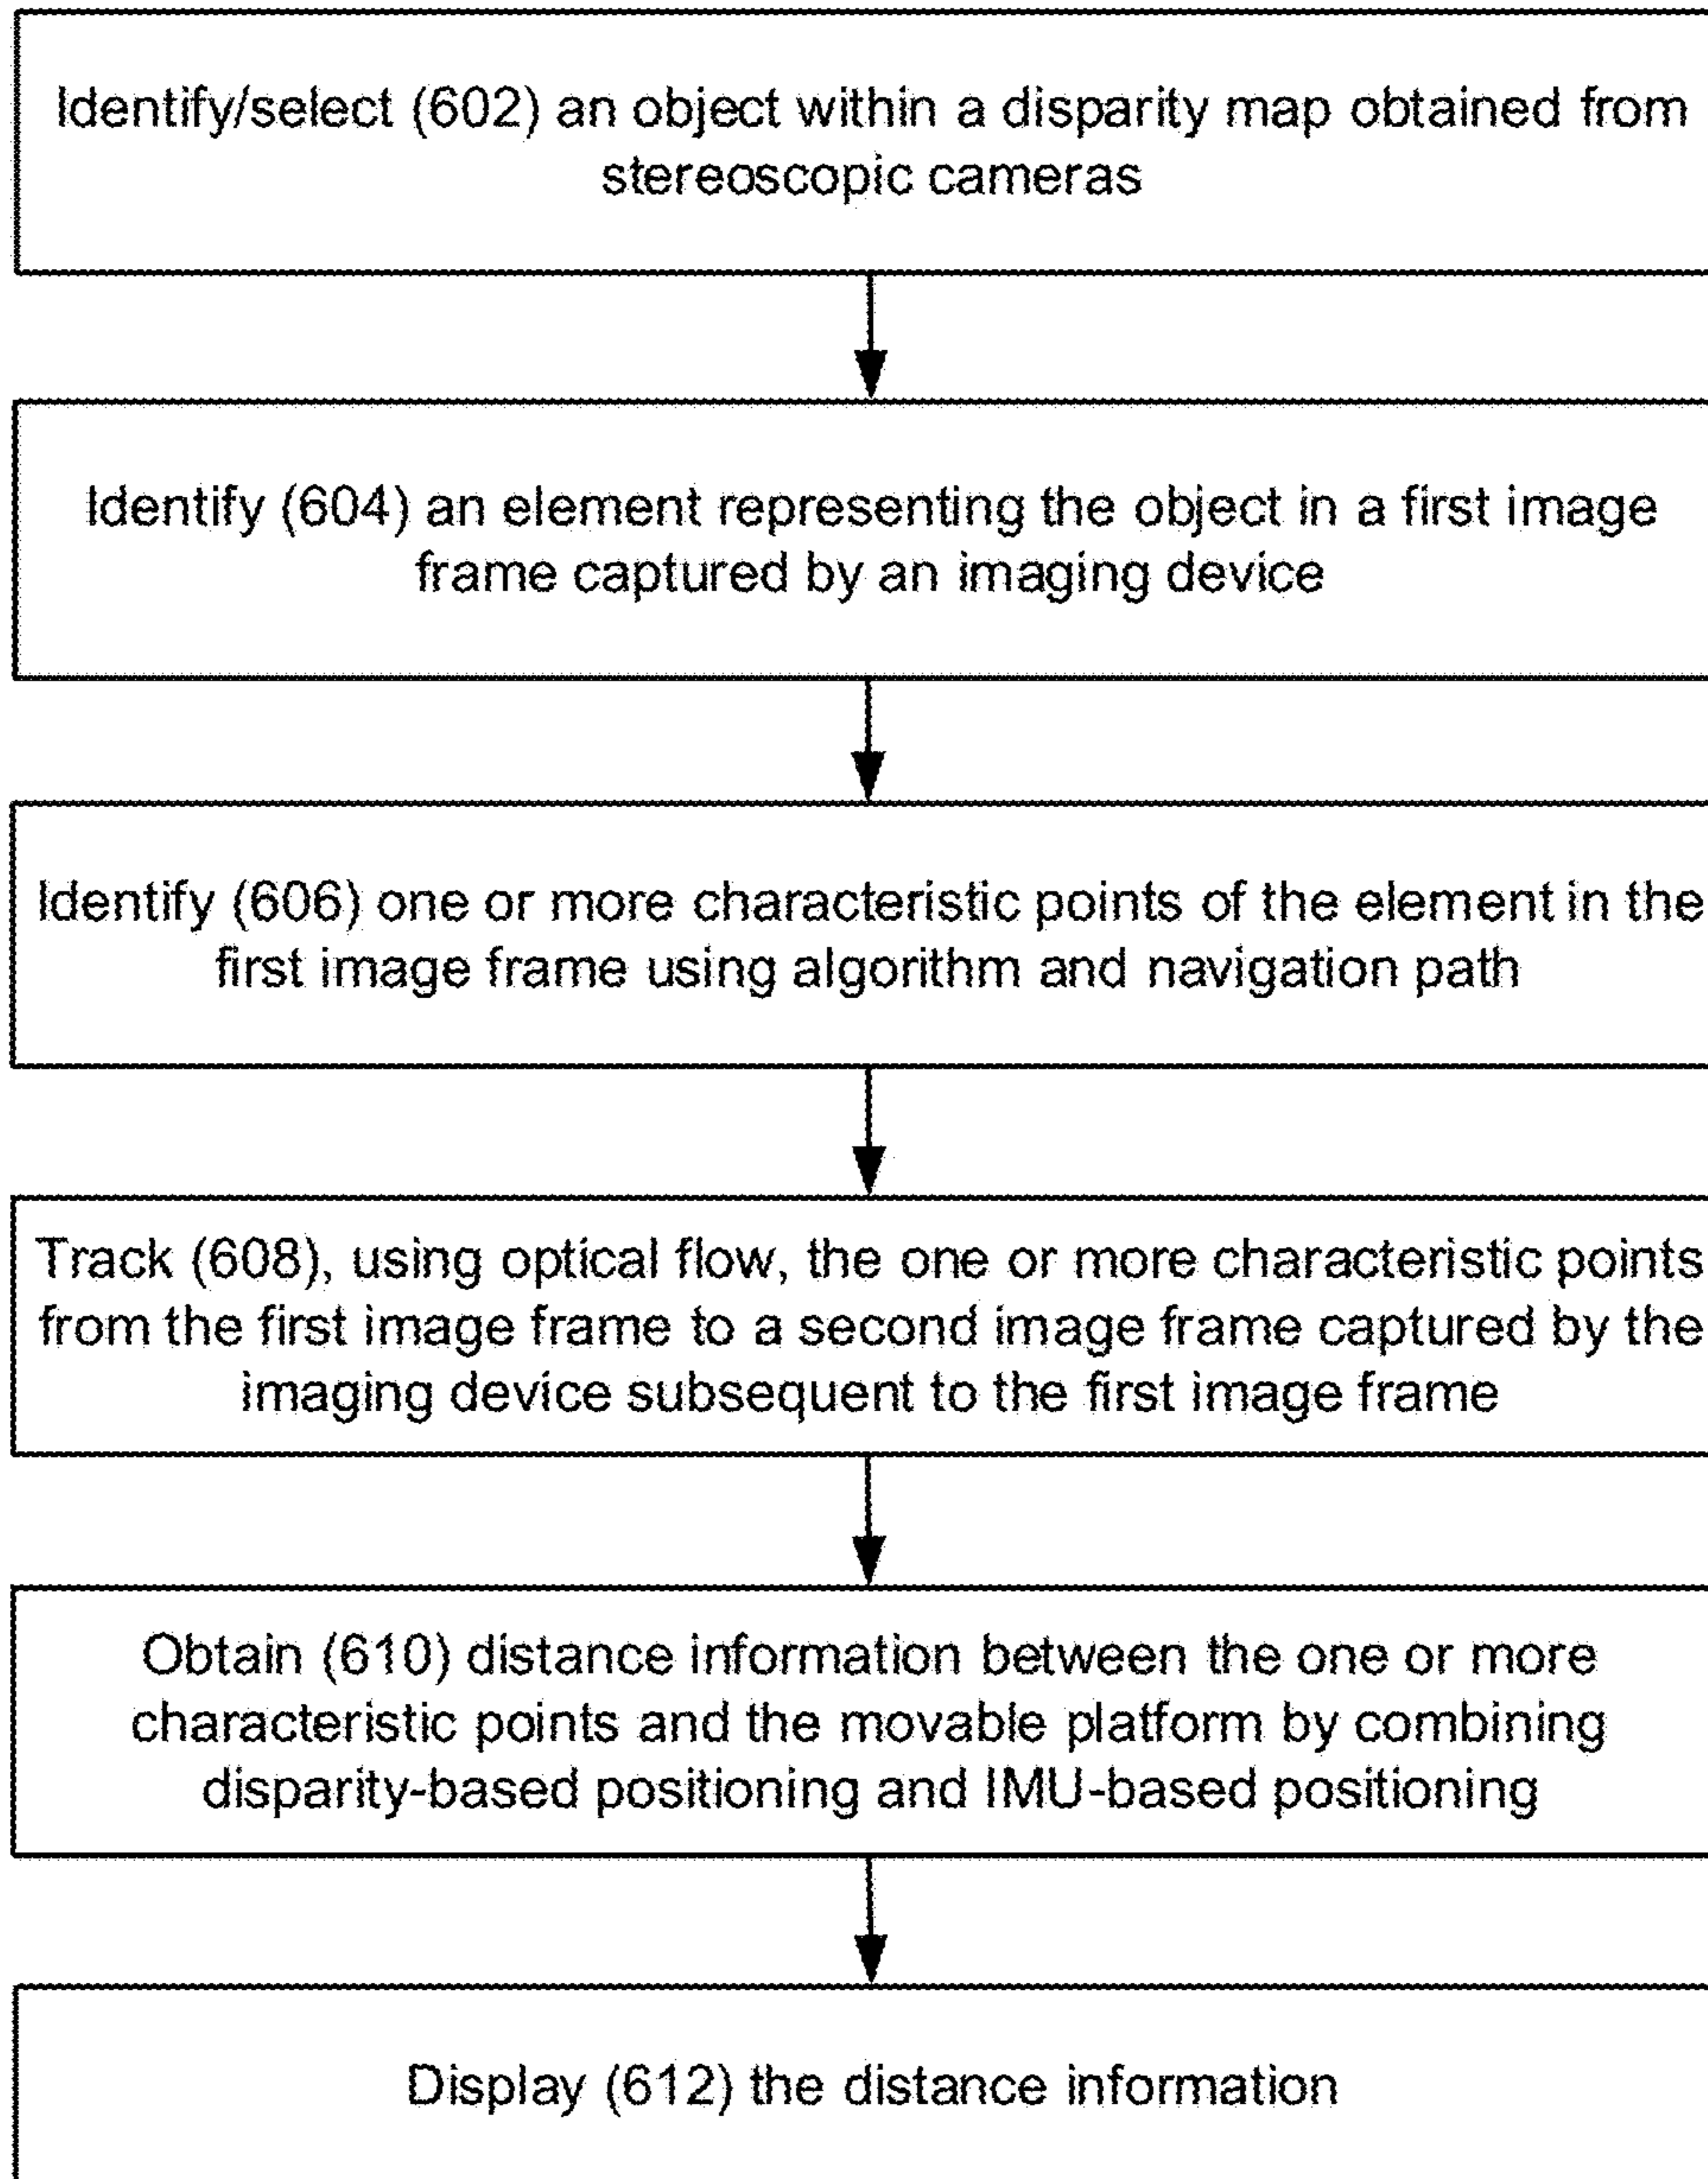 Identify/select (602) an object within a disparity map obtained from
stereoscopic cameras
Identify (604) an element representing the object in a first image
frame captured by an imaging device
Identify (606) one or more characteristic points of the element in the
first image frame using algorithm and navigation path
Track (608), using optical flow, the one or more characteristic points
from the first image frame to a second image frame captured by the
imaging device subsequent to the first image frame
Obtain (610) distance information between the one or more
characteristic points and the movable platform by combining
disparity-based positioning and IMU-based positioning
Display (612) the distance information